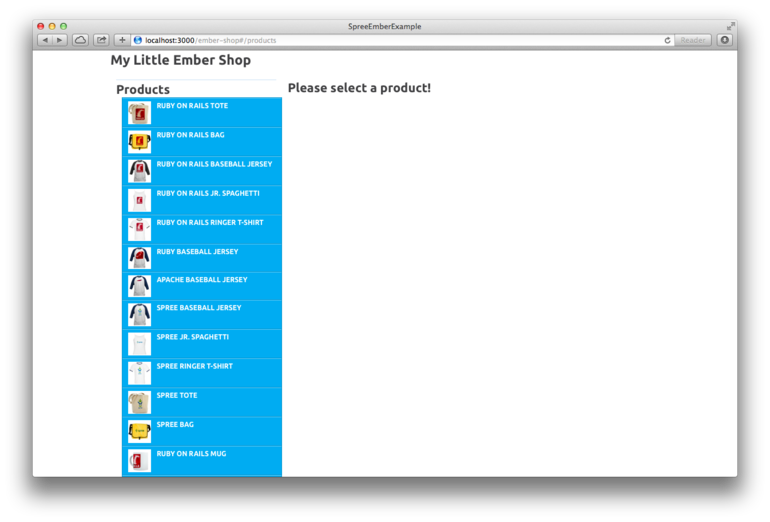 SpreeEmberExample
localhost:3000/ember-shop#/products
Reader
My Little Ember Shop
Products
Please select a product!
RUBY ON RAILS TOTE
RUBY ON RAILS BAG
RUBY ON RAILS BASEBALL JERSEY
RUBY ON RAILS JR. SPAGHETTI
RUBY ON RAILS RINGER T-SHIRT
RUBY BASEBALL JERSEY
APACHE BASEBALL JERSEY
SPREE BASEBALL JERSEY
SPREE JR. SPAGHETTI
SPREE RINGER T-SHIRT
SPREE TOTE
SPREE BAG
RUBY ON RAILS MUG